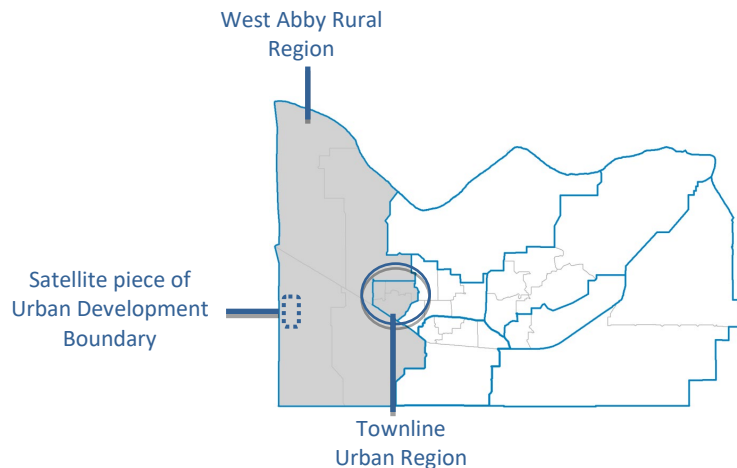 West Abby Rural
Region
Satellite piece of
Urban Development
Boundary
Townline
Urban Region